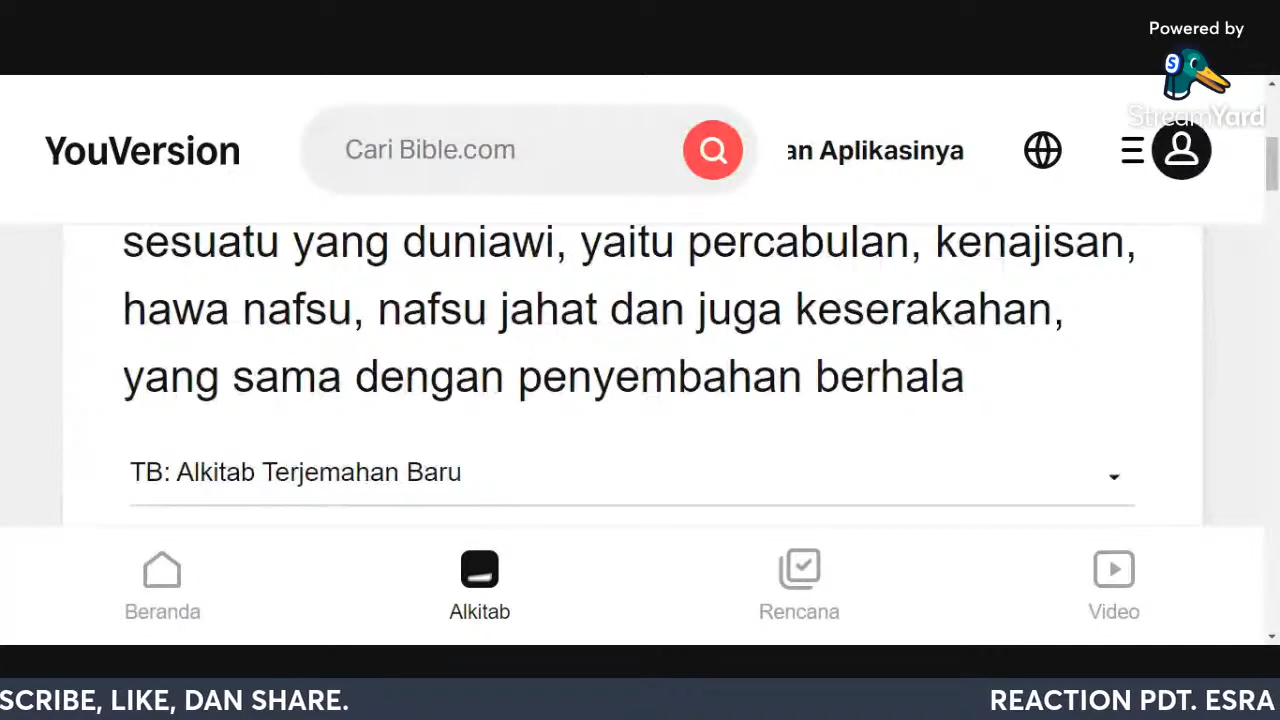 Powered by
StreamYard
YouVersion
Cari Bible.com
an Aplikasinya
sesuatu yang duniawi, yaitu percabulan, kenajisan,
hawa nafsu, nafsu jahat dan juga keserakahan,
yang sama dengan penyembahan berhala
TB: Alkitab Terjemahan Baru
Beranda
Alkitab
Rencana
Video
SCRIBE, LIKE, DAN SHARE.
REACTION PDT. ESRA